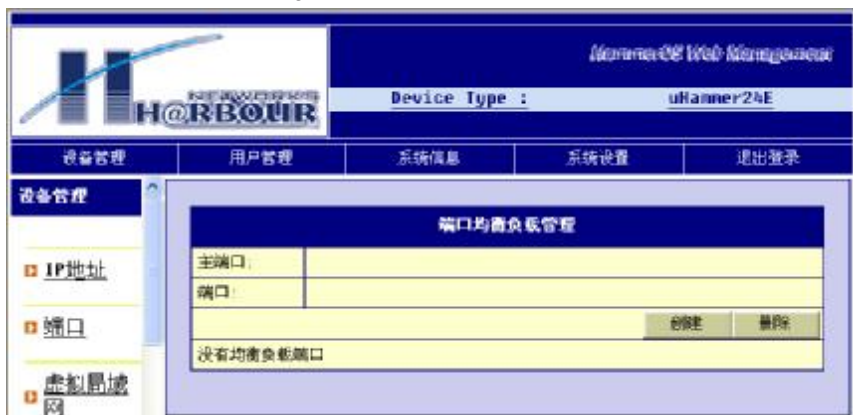 HammerOS Web Management
NETWORKS
H@RBOUR
Device Type : uHammer24E
设备管理 用户管理 系统信息 系统设置 退出登录
设备管理
端口均衡负载管理
IP地址
主端口:
端口:
端口
创建 删除
没有均衡负载端口
虚拟局域
网